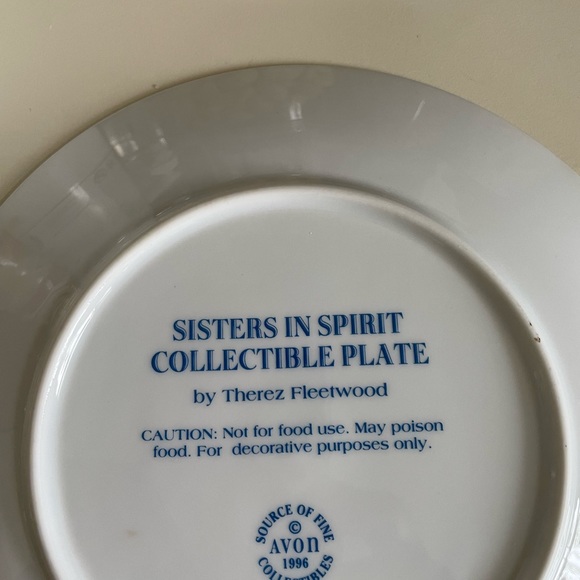 SISTERS IN SPIRIT
COLLECTIBLE PLATE
by Therez Fleetwood
CAUTION: Not for food use. May poison
food. For decorative purposes only.
SOURCE OF FINE
©
AVON
1996
COLLECTIBLES